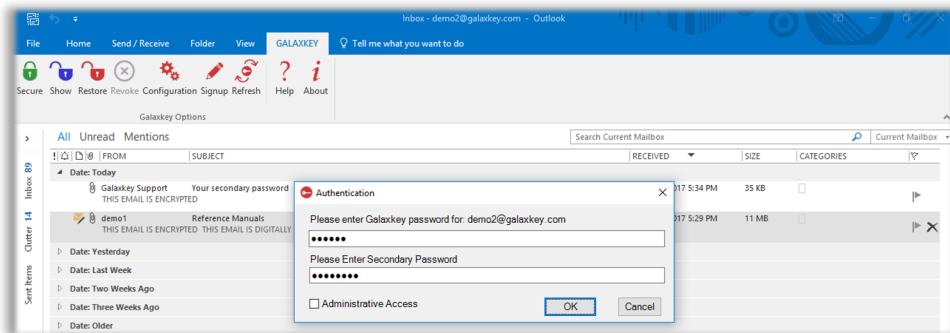 Inbox - demo2@galaxkey.com - Outlook
File Home Send / Receive Folder View GALAXKEY Tell me what you want to do
Secure Show Restore Revoke Configuration Signup Refresh Help About
Galaxkey Options
All Unread Mentions
Search Current Mailbox Current Mailbox
FROM SUBJECT RECEIVED SIZE CATEGORIES
Date: Today
Galaxkey Support Your secondary password 017 5:34 PM 35 KB
THIS EMAIL IS ENCRYPTED
demo1 Reference Manuals 017 5:29 PM 11 MB
THIS EMAIL IS ENCRYPTED THIS EMAIL IS DIGITALLY
Date: Yesterday
Date: Last Week
Date: Two Weeks Ago
Date: Three Weeks Ago
Date: Older
Inbox 89
Clutter 14
Sent Items
Authentication
Please enter Galaxkey password for: demo2@galaxkey.com
••••••
Please Enter Secondary Password
••••••••
Administrative Access
OK Cancel